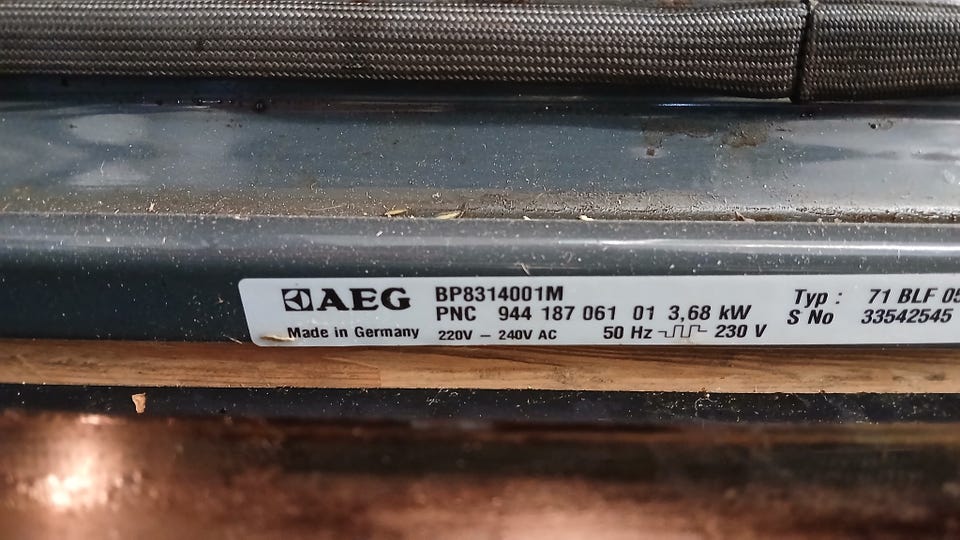 AEG BP8314001M
PNC 944 187 061 01 3,68 kW
Made in Germany 220V – 240V AC 50 Hz 230 V
Typ : 71 BLF
S No 33542545